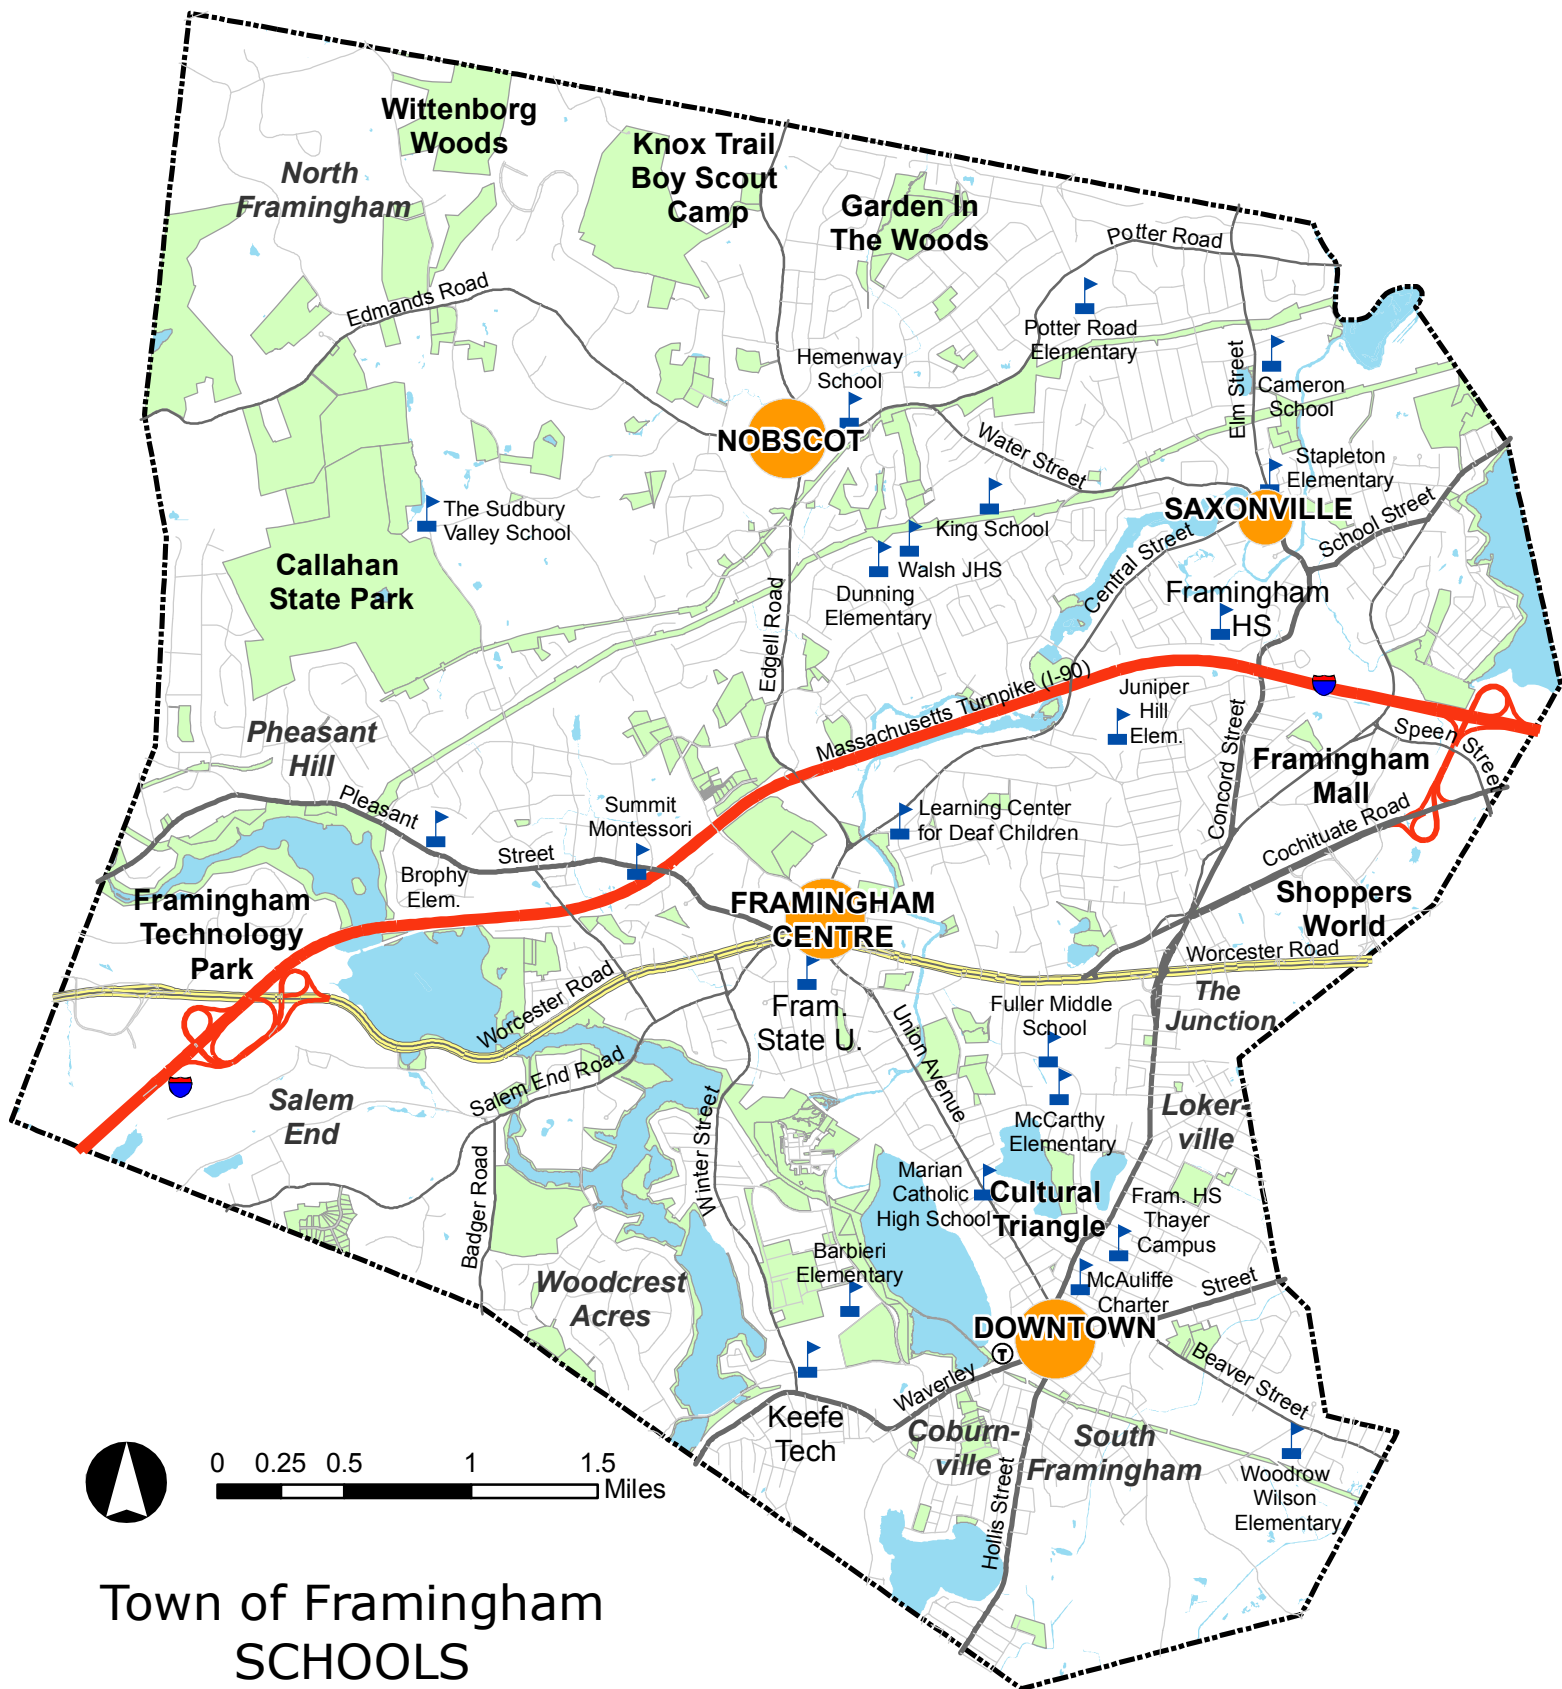 Wittenborg
Woods
Knox Trail
Boy Scout
Camp
North
Framingham
Garden In
The Woods
Potter Road
Edmands Road
Potter Road
Elementary
Hemenway
School
Elm Street
Cameron
School
NOBSCOT
Water Street
Stapleton
Elementary
The Sudbury
Valley School
King School
SAXONVILLE
School Street
Walsh JHS
Central Street
Callahan
State Park
Dunning
Elementary
Framingham
HS
Edgell Road
Massachusetts Turnpike (I-90)
Juniper
Hill
Elem.
Pheasant
Hill
Concord Street
Speen Street
Framingham
Mall
Pleasant
Street
Summit
Montessori
Learning Center
for Deaf Children
Cochituate Road
Brophy
Elem.
Framingham
Technology
Park
FRAMINGHAM
CENTRE
Shoppers
World
Worcester Road
Worcester Road
The
Junction
Fram.
State U.
Fuller Middle
School
Union Avenue
Salem End Road
Salem
End
McCarthy
Elementary
Loker-
ville
Winter Street
Badger Road
Marian
Catholic
High School
Cultural
Triangle
Fram. HS
Thayer
Campus
Barbieri
Elementary
Woodcrest
Acres
McAuliffe
Charter
Street
DOWNTOWN
T
Beaver Street
Waverley
Keefe
Tech
Coburn-
ville
South
Framingham
Hollis Street
Woodrow
Wilson
Elementary
0 0.25 0.5 1 1.5
Miles
Town of Framingham
SCHOOLS